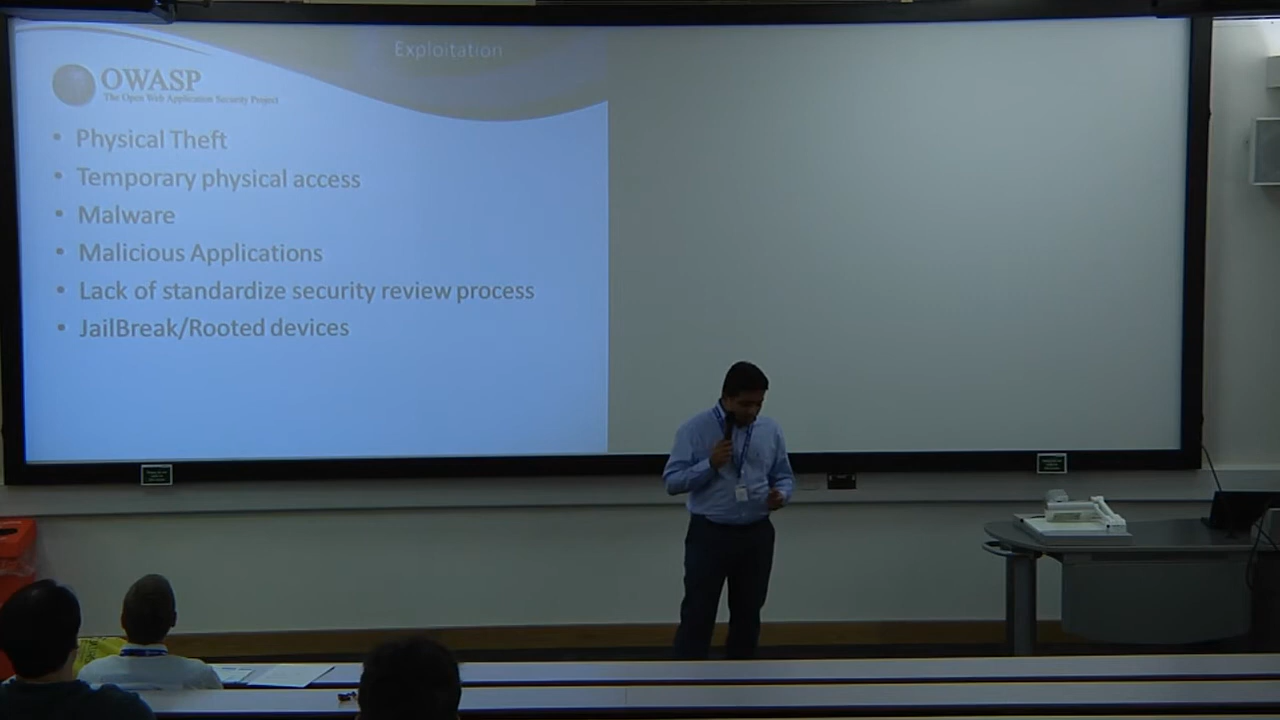 Exploitation
OWASP
The Open Web Application Security Project
• Physical Theft
• Temporary physical access
• Malware
• Malicious Applications
• Lack of standardize security review process
• JailBreak/Rooted devices